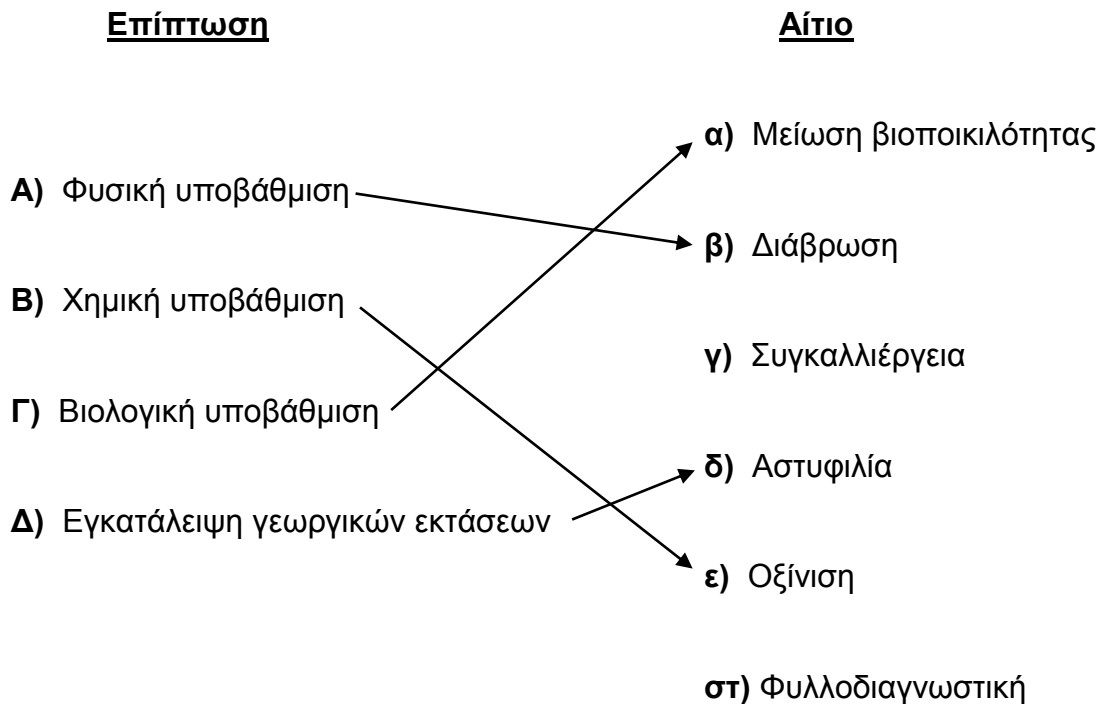 Επίπτωση
Αίτιο
Α) Φυσική υποβάθμιση
Β) Χημική υποβάθμιση
Γ) Βιολογική υποβάθμιση
Δ) Εγκατάλειψη γεωργικών εκτάσεων
α) Μείωση βιοποικιλότητας
β) Διάβρωση
γ) Συγκαλλιέργεια
δ) Αστυφιλία
ε) Οξίνιση
στ) Φυλλοδιαγνωστική